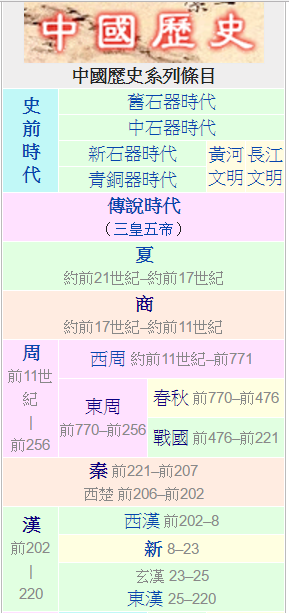 中國歷史
中國歷史系列條目
史前時代
舊石器時代
中石器時代
新石器時代
青銅器時代
黃河文明
長江文明
傳說時代
（三皇五帝）
夏
約前21世紀–約前17世紀
商
約前17世紀–約前11世紀
周
前11世紀
|
前256
西周 約前11世紀–前771
東周
前770–前256
春秋 前770–前476
戰國 前476–前221
秦 前221–前207
西楚 前206–前202
漢
前202
|
220
西漢 前202–8
新 8–23
玄漢 23–25
東漢 25–220